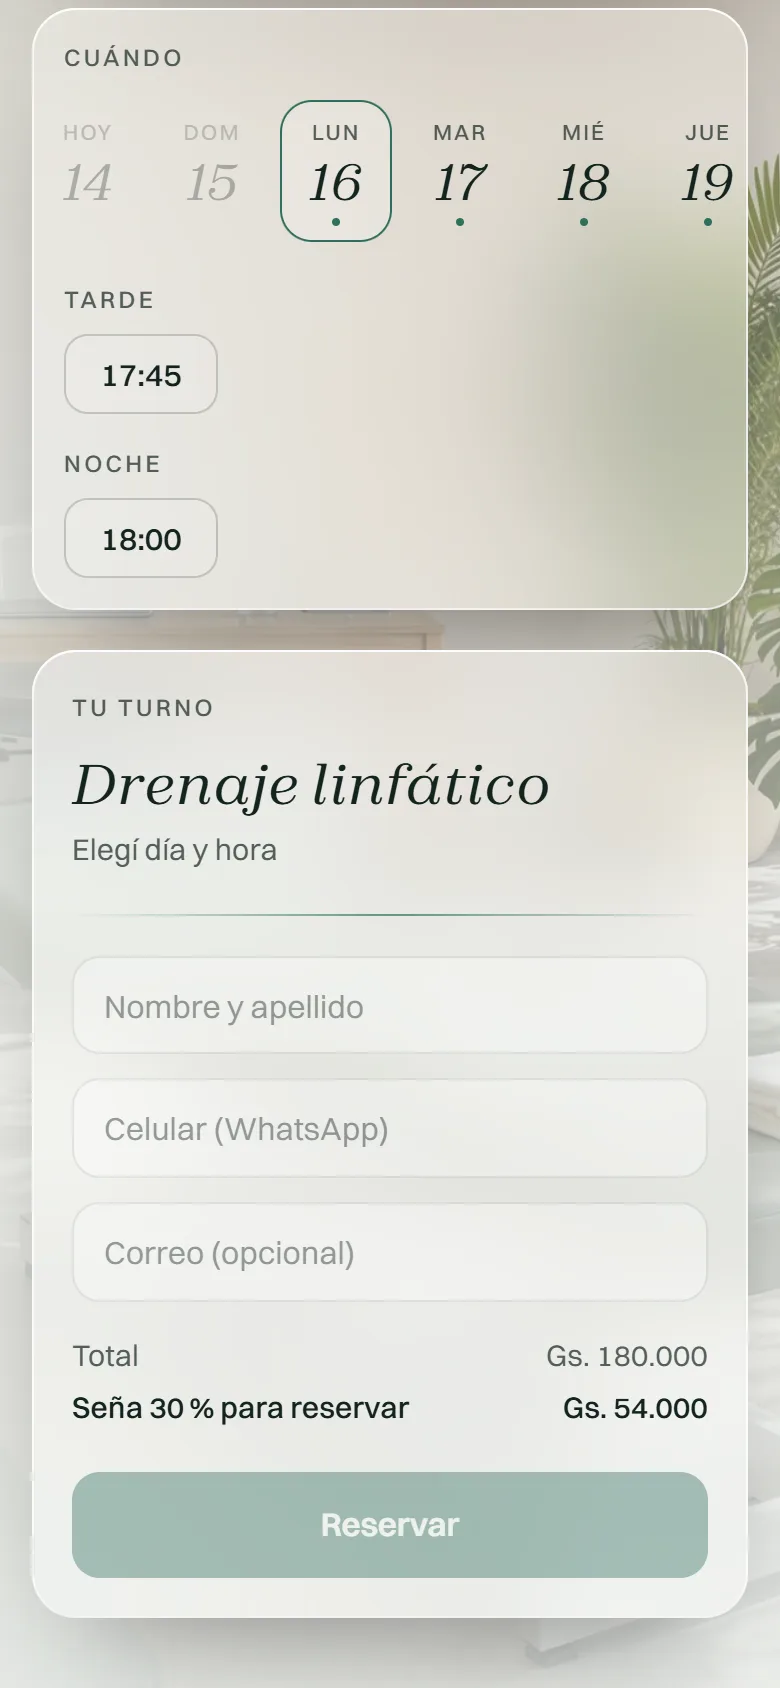 CUÁNDO
HOY DOM LUN MAR MIÉ JUE
14 15 16 17 18 19
TARDE
17:45
NOCHE
18:00
TU TURNO
Drenaje linfático
Elegí día y hora
Nombre y apellido
Celular (WhatsApp)
Correo (opcional)
Total Gs. 180.000
Seña 30 % para reservar Gs. 54.000
Reservar